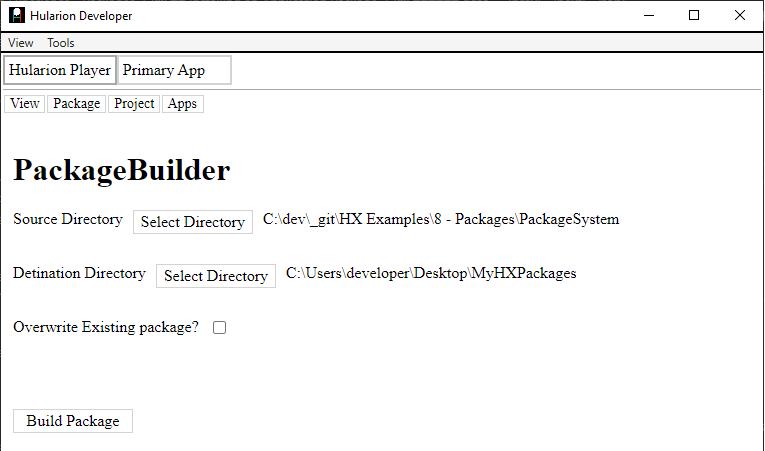 Hularion Developer
View Tools
Hularion Player Primary App
View Package Project Apps
PackageBuilder
Source Directory Select Directory C:\dev\_git\HX Examples\8 - Packages\PackageSystem
Detination Directory Select Directory C:\Users\developer\Desktop\MyHXPackages
Overwrite Existing package?
Build Package